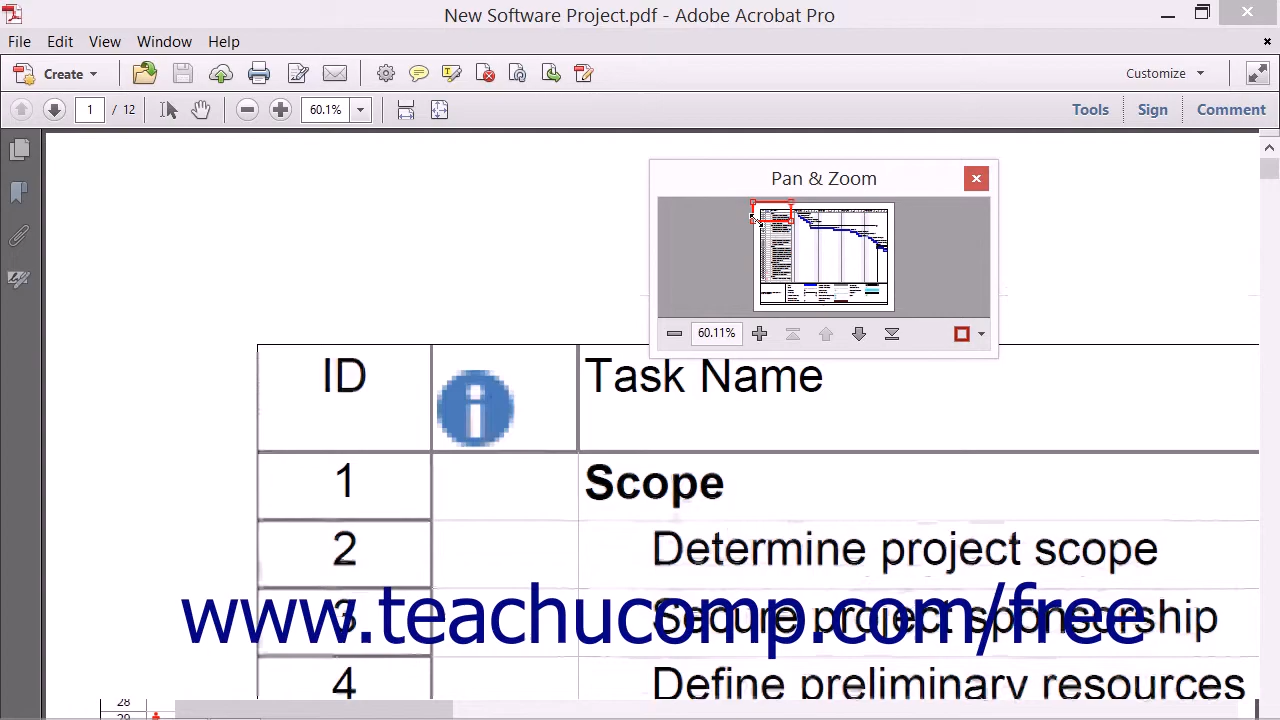 New Software Project.pdf - Adobe Acrobat Pro
File Edit View Window Help
Create Customize
1 / 12 60.1% Tools Sign Comment
Pan & Zoom
60.11%
ID Task Name
1 Scope
2 Determine project scope
3 Secure project sponsorship
www.teachucomp.com/free
4 Define preliminary resources
28
29